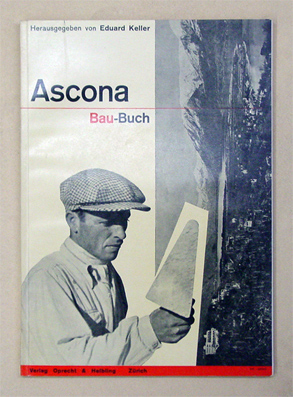 Herausgegeben von Eduard Keller
Ascona
Bau-Buch
Verlag Oprecht & Helbling Zürich